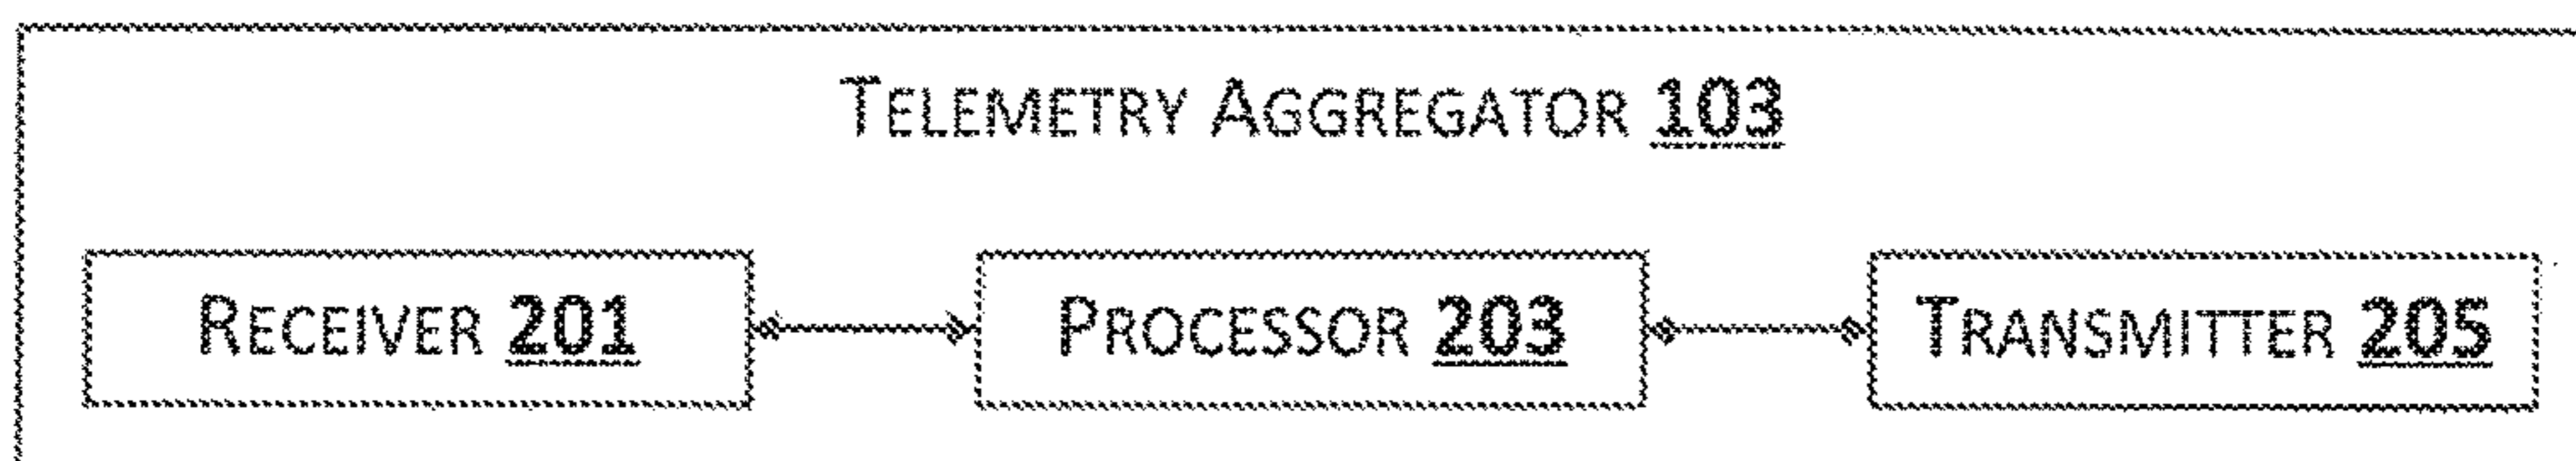 TELEMETRY AGGREGATOR 103
RECEIVER 201 PROCESSOR 203 TRANSMITTER 205